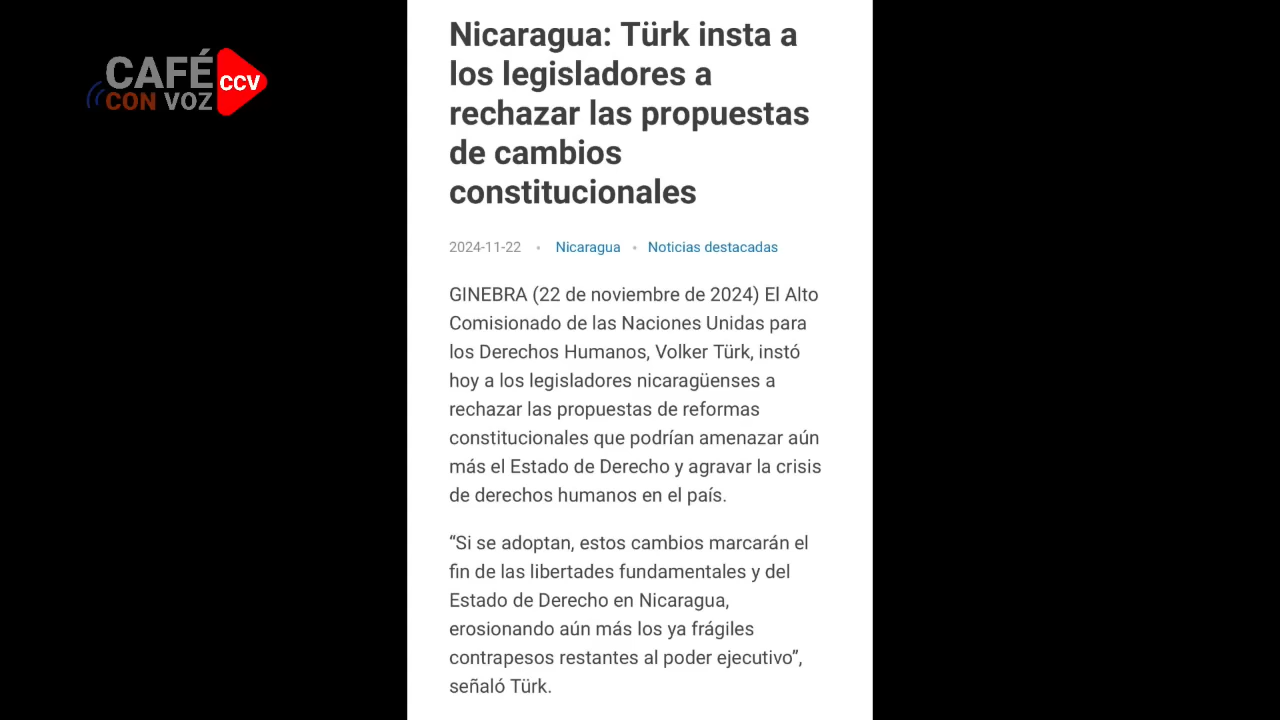 CAFÉ
CON VOZ
CCV
Nicaragua: Türk insta a
los legisladores a
rechazar las propuestas
de cambios
constitucionales
2024-11-22 • Nicaragua • Noticias destacadas
GINEBRA (22 de noviembre de 2024) El Alto
Comisionado de las Naciones Unidas para
los Derechos Humanos, Volker Türk, instó
hoy a los legisladores nicaragüenses a
rechazar las propuestas de reformas
constitucionales que podrían amenazar aún
más el Estado de Derecho y agravar la crisis
de derechos humanos en el país.
“Si se adoptan, estos cambios marcarán el
fin de las libertades fundamentales y del
Estado de Derecho en Nicaragua,
erosionando aún más los ya frágiles
contrapesos restantes al poder ejecutivo”,
señaló Türk.